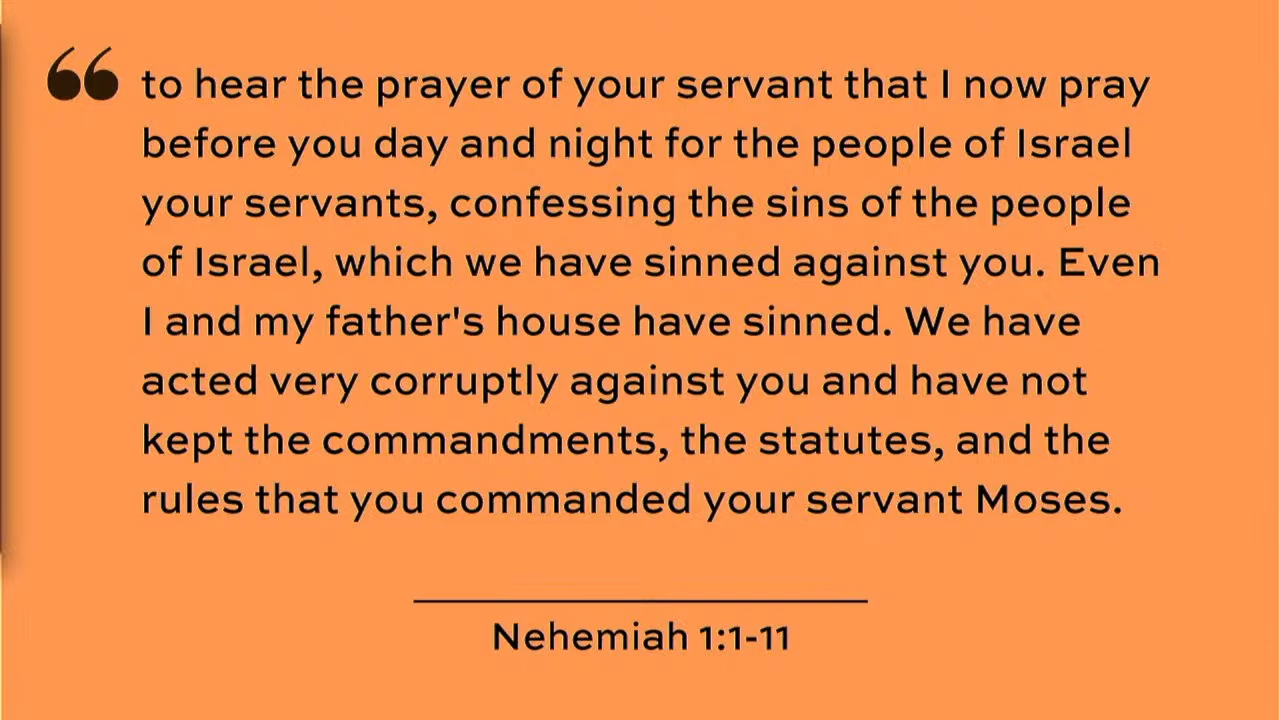 “ to hear the prayer of your servant that I now pray
before you day and night for the people of Israel
your servants, confessing the sins of the people
of Israel, which we have sinned against you. Even
I and my father's house have sinned. We have
acted very corruptly against you and have not
kept the commandments, the statutes, and the
rules that you commanded your servant Moses.
Nehemiah 1:1-11